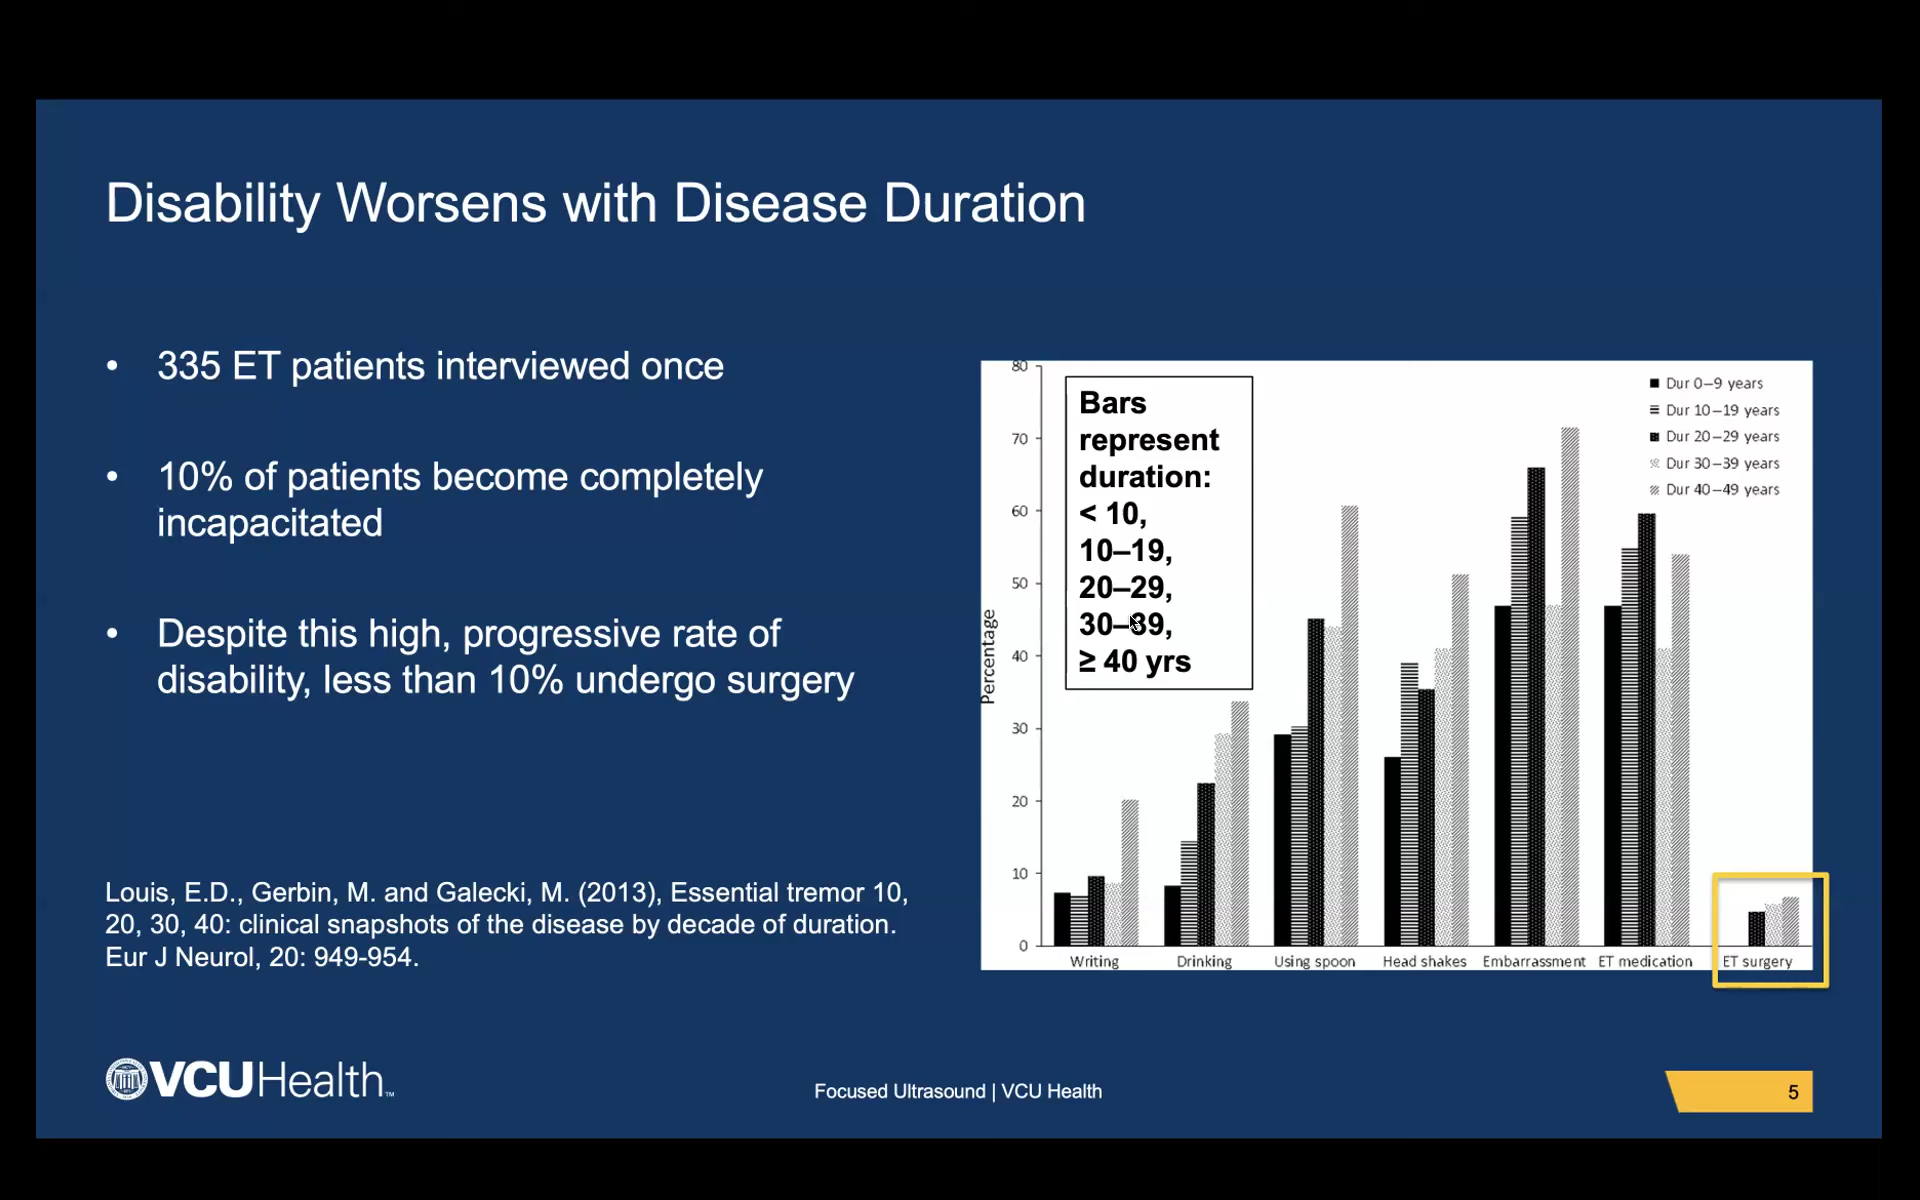 Disability Worsens with Disease Duration
• 335 ET patients interviewed once
• 10% of patients become completely
incapacitated
• Despite this high, progressive rate of
disability, less than 10% undergo surgery
Louis, E.D., Gerbin, M. and Galecki, M. (2013), Essential tremor 10,
20, 30, 40: clinical snapshots of the disease by decade of duration.
Eur J Neurol, 20: 949-954.
Percentage
80
70
60
50
40
30
20
10
0
Bars
represent
duration:
< 10,
10–19,
20–29,
30–39,
≥ 40 yrs
Dur 0–9 years
Dur 10–19 years
Dur 20–29 years
Dur 30–39 years
Dur 40–49 years
Writing Drinking Using spoon Head shakes Embarrassment ET medication ET surgery
VCUHealth™
Focused Ultrasound | VCU Health
5